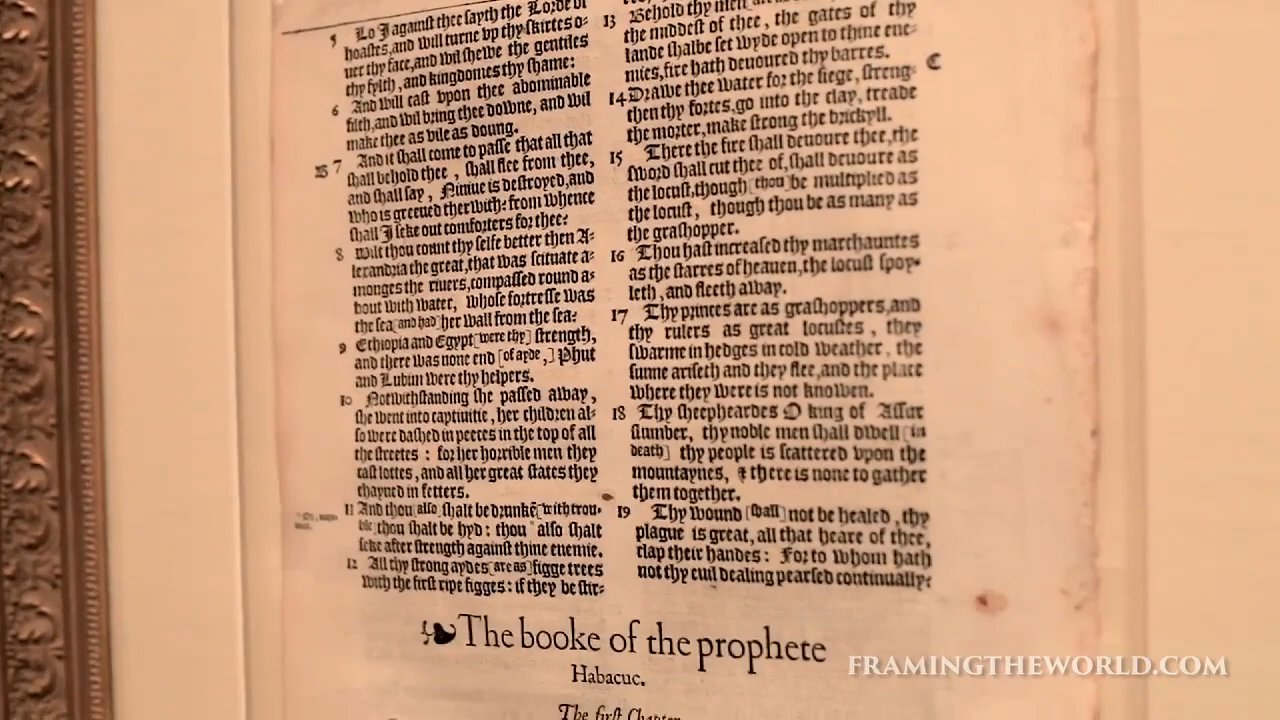 5 Lo I against thee sayth the Lorde of
hoastes, and will turne vp thy skirtes o-
uer thy face, and wil shewe the gentiles
thy fylth, and kingdomes thy shame:
6 And will cast vpon thee abominable
filth, and wil bring thee downe, and wil
make thee as vile as doung.
B 7 And it shall come to passe that all that
shall behold thee, shall flee from thee,
and shall say, Niniue is destroyed, and
who is greeued therwith: from whence
shall I seke out comforters for thee?
8 Wilt thou count thy selfe better then A-
lexandria the great, that was scituate a-
monges the riuers, compassed round a-
bout with water, whose fortresse was
the sea [and had] her wall from the sea?
9 Ethiopia and Egypt [were thy] strength,
and there was none end [of ayde,] Phut
and Lubim were thy helpers.
10 Notwithstanding she passed away,
she went into captiuitie, her children al-
so were dashed in peeces in the top of all
the streetes: for her horrible men they
cast lottes, and all her great states they
chayned in fetters.
11 And thou also shalt be drunkẽ [with trou-
ble] thou shalt be hyd: thou also shalt
seke after strength against thine enemie.
12 All thy strong aydes [are as] figge trees
with the first ripe figges: if they be stir-
13 Behold thy men
the middest of thee, the gates of thy
lande shalbe set wyde open to thine ene-
mies, fire hath deuoured thy barres.
C
14 Drawe thee water for the siege, streng-
then thy fortes, go into the clay, treade
the morter, make strong the brickyll.
15 There the fire shall deuoure thee, the
sword shall cut thee of, shall deuoure as
the locust, though [thou] be multiplied as
the locust, though thou be as many as
the grashopper.
16 Thou hast increased thy marchauntes
as the starres of heauen, the locust spoy-
leth, and fleeth away.
17 Thy princes are as grashoppers, and
thy rulers as great locustes, they
swarme in hedges in cold weather, the
sunne ariseth and they flee, and the place
where they were is not knowen.
18 Thy sheepheardes O king of Assur
slumber, thy noble men shall dwell [in
death] thy people is scattered vpon the
mountaynes, & there is none to gather
them together.
19 Thy wound [shall] not be healed, thy
plague is great, all that heare of thee,
clap their handes: For to whom hath
not thy euil dealing pearsed continually?
The booke of the prophete
Habacuc.
The first Chapter
FRAMINGTHEWORLD.COM